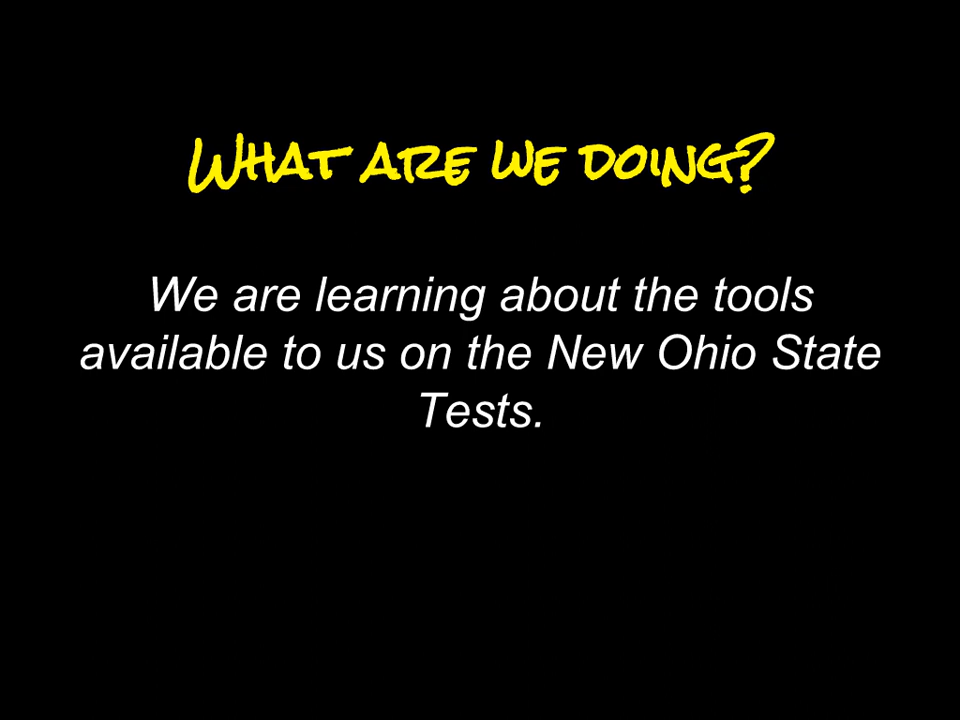 What are we doing?
We are learning about the tools
available to us on the New Ohio State
Tests.